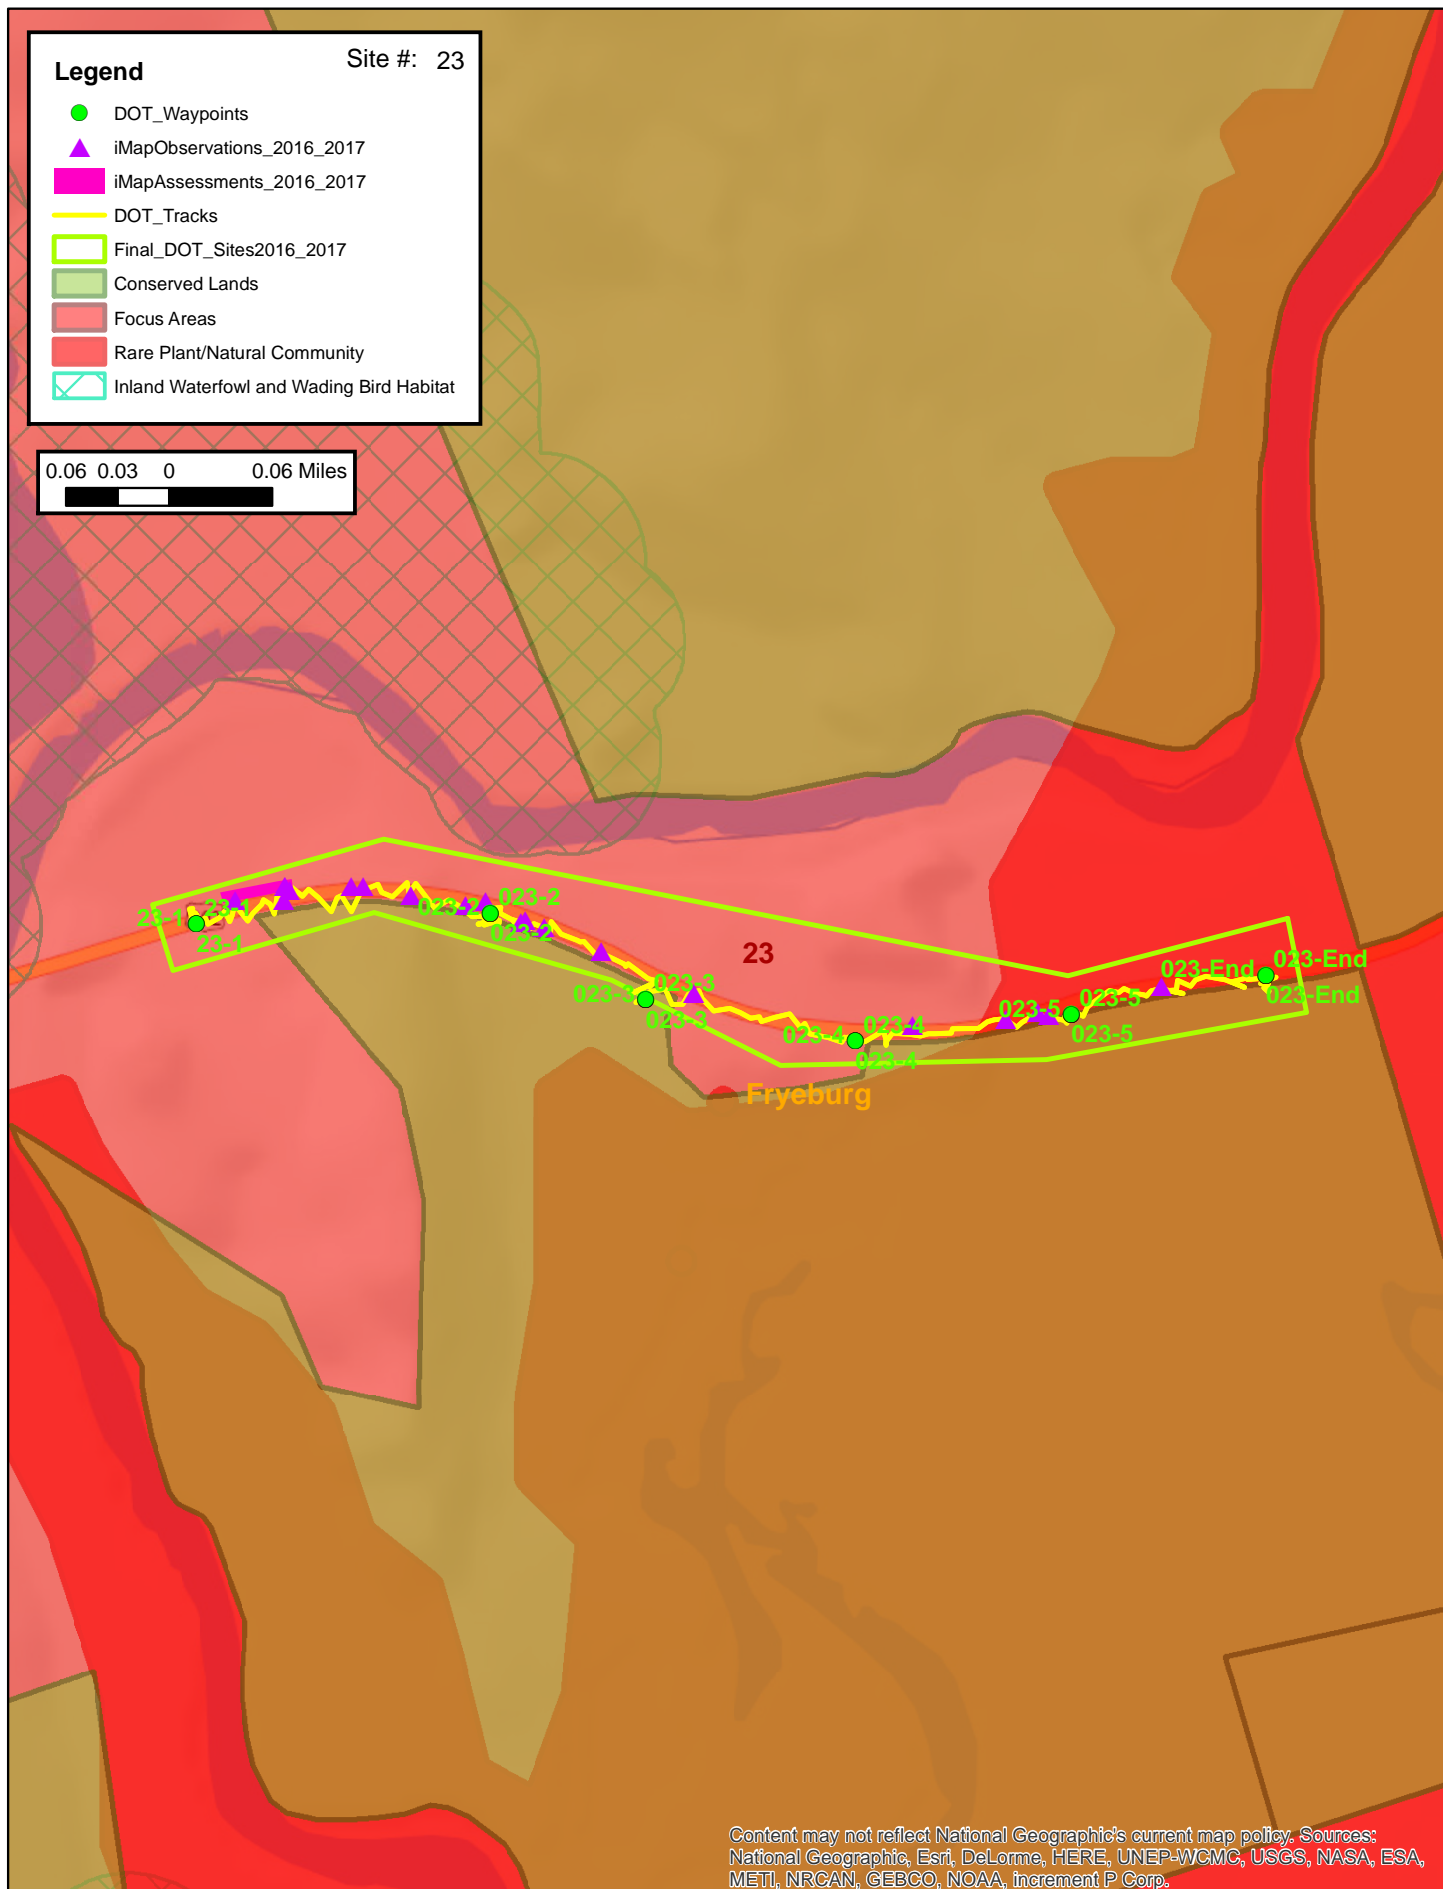 Legend
Site #: 23
DOT_Waypoints
iMapObservations_2016_2017
iMapAssessments_2016_2017
DOT_Tracks
Final_DOT_Sites2016_2017
Conserved Lands
Focus Areas
Rare Plant/Natural Community
Inland Waterfowl and Wading Bird Habitat
0.06 0.03 0 0.06 Miles
23-1
23-1
23-1
023-2
023-2
023-2
23
023-3
023-3
023-3
023-4
023-4
023-4
023-5
023-5
023-5
023-End
023-End
023-End
Fryeburg
Content may not reflect National Geographic's current map policy. Sources:
National Geographic, Esri, DeLorme, HERE, UNEP-WCMC, USGS, NASA, ESA,
METI, NRCAN, GEBCO, NOAA, increment P Corp.